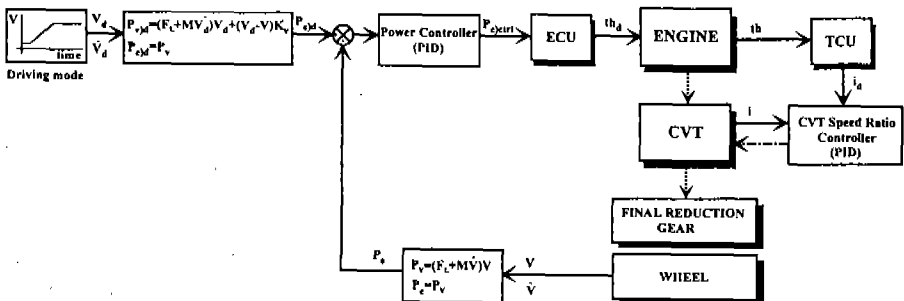 V
time
Driving mode
V_d
V̇_d
P_v)d=(F_L+MV̇_d)V_d+(V_d-V)K_v
P_e)d=P_v
P_e)d
Power Controller
(PID)
P_e)ctrl
ECU
th_d
ENGINE
th
TCU
i_d
CVT
i
CVT Speed Ratio
Controller
(PID)
FINAL REDUCTION
GEAR
WHEEL
V
V̇
P_v=(F_L+MV̇)V
P_e=P_v